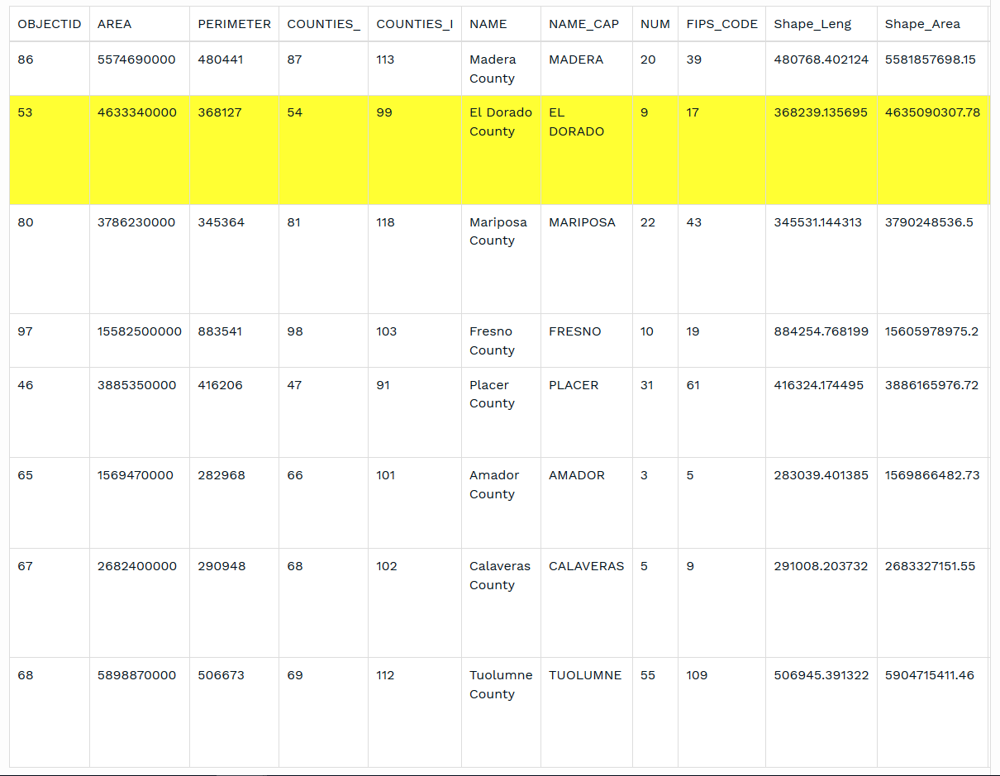 OBJECTID AREA PERIMETER COUNTIES_ COUNTIES_I NAME NAME_CAP NUM FIPS_CODE Shape_Leng Shape_Area
86 5574690000 480441 87 113 Madera MADERA 20 39 480768.402124 5581857698.15
County
53 4633340000 368127 54 99 El Dorado EL 9 17 368239.135695 4635090307.78
County DORADO
80 3786230000 345364 81 118 Mariposa MARIPOSA 22 43 345531.144313 3790248536.5
County
97 15582500000 883541 98 103 Fresno FRESNO 10 19 884254.768199 15605978975.2
County
46 3885350000 416206 47 91 Placer PLACER 31 61 416324.174495 3886165976.72
County
65 1569470000 282968 66 101 Amador AMADOR 3 5 283039.401385 1569866482.73
County
67 2682400000 290948 68 102 Calaveras CALAVERAS 5 9 291008.203732 2683327151.55
County
68 5898870000 506673 69 112 Tuolumne TUOLUMNE 55 109 506945.391322 5904715411.46
County